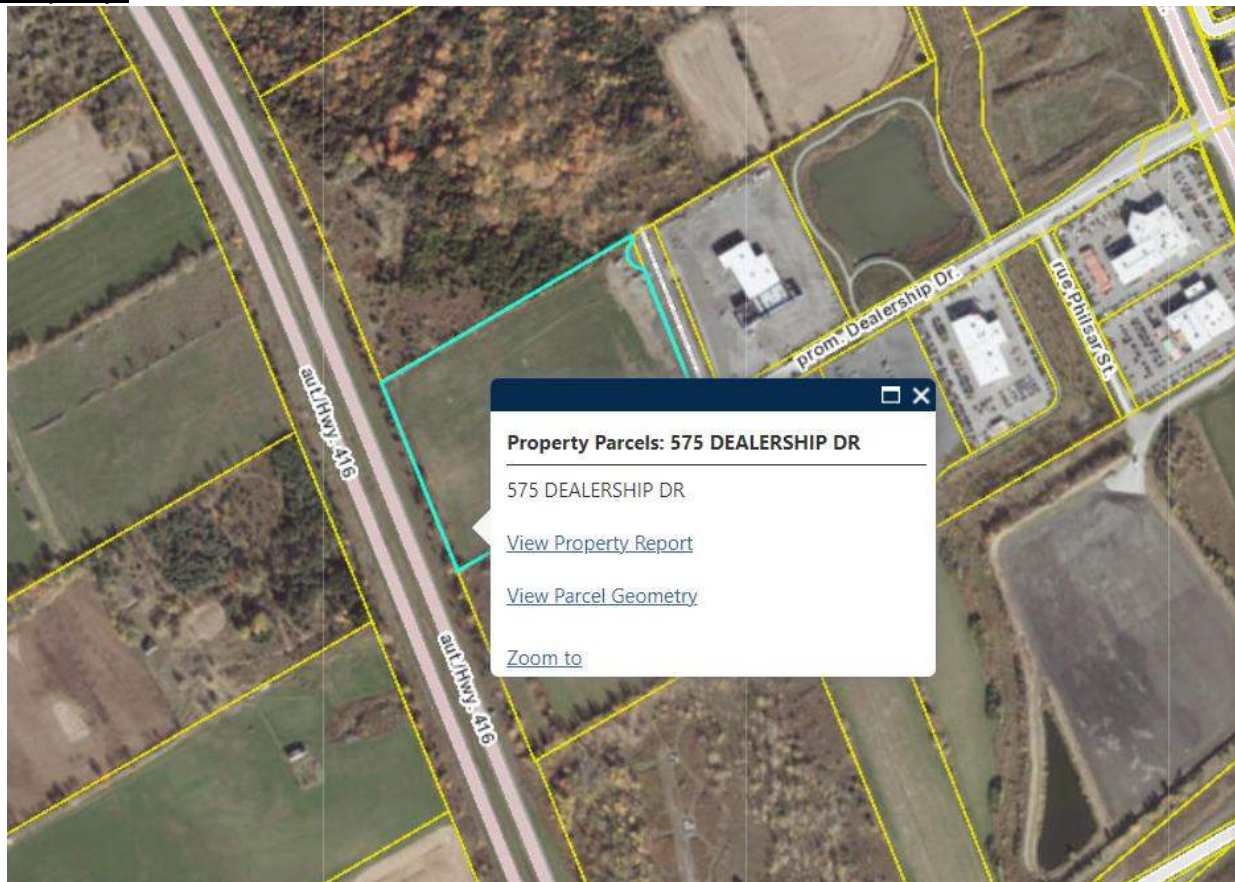 prom. Dealership Dr.
rue Philsar St.
aut./Hwy. 416
Property Parcels: 575 DEALERSHIP DR
575 DEALERSHIP DR
View Property Report
View Parcel Geometry
Zoom to
aut./Hwy. 416